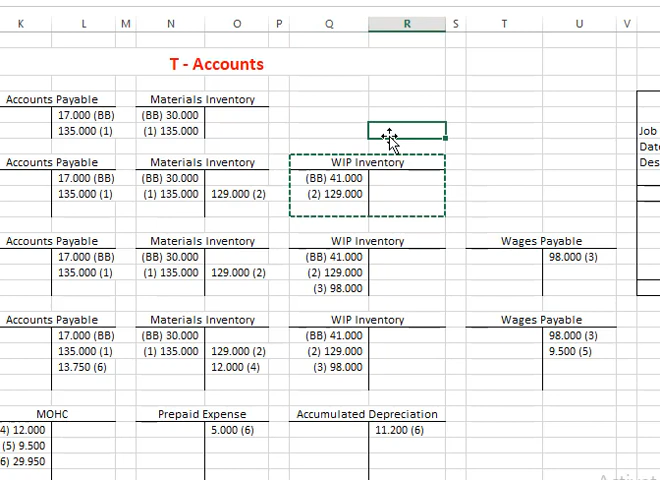 K L M N O P Q R S T U V
T - Accounts
Accounts Payable Materials Inventory
17.000 (BB) (BB) 30.000
135.000 (1) (1) 135.000 Job
Date
Accounts Payable Materials Inventory WIP Inventory Des
17.000 (BB) (BB) 30.000 (BB) 41.000
135.000 (1) (1) 135.000 129.000 (2) (2) 129.000
Accounts Payable Materials Inventory WIP Inventory Wages Payable
17.000 (BB) (BB) 30.000 (BB) 41.000 98.000 (3)
135.000 (1) (1) 135.000 129.000 (2) (2) 129.000
(3) 98.000
Accounts Payable Materials Inventory WIP Inventory Wages Payable
17.000 (BB) (BB) 30.000 (BB) 41.000 98.000 (3)
135.000 (1) (1) 135.000 129.000 (2) (2) 129.000 9.500 (5)
13.750 (6) 12.000 (4) (3) 98.000
MOHC Prepaid Expense Accumulated Depreciation
4) 12.000 5.000 (6) 11.200 (6)
(5) 9.500
6) 29.950